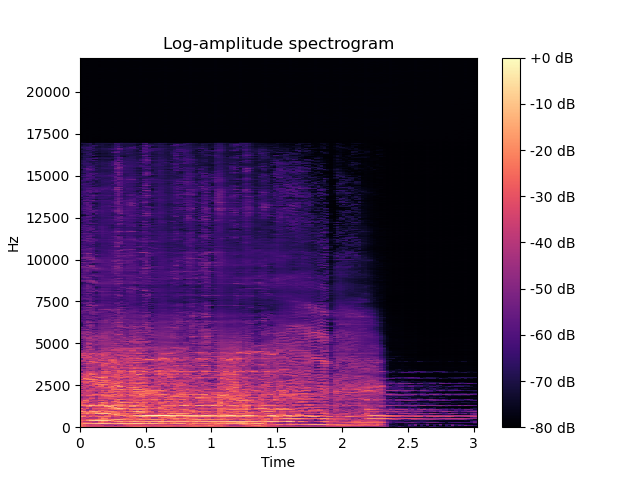 Log-amplitude spectrogram
Hz
20000
17500
15000
12500
10000
7500
5000
2500
0
0 0.5 1 1.5 2 2.5 3
Time
+0 dB
-10 dB
-20 dB
-30 dB
-40 dB
-50 dB
-60 dB
-70 dB
-80 dB